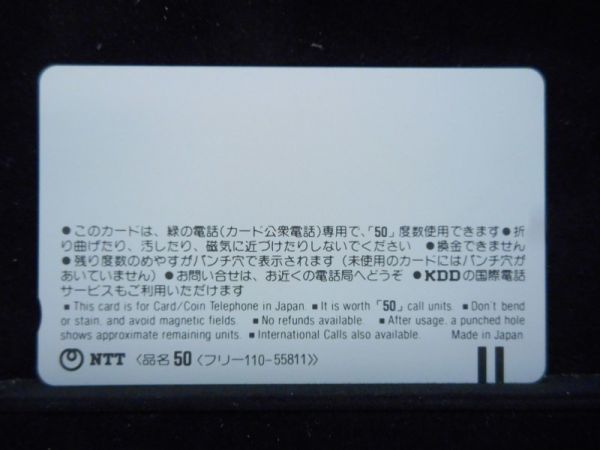 ●このカードは、緑の電話(カード公衆電話)専用で、「50」度数使用できます●折
り曲げたり、汚したり、磁気に近づけたりしないでください　●換金できません
●残り度数のめやすがパンチ穴で表示されます(未使用のカードにはパンチ穴が
あいていません)●お問い合せは、お近くの電話局へどうぞ ●KDDの国際電話
サービスもご利用いただけます
■This card is for Card/Coin Telephone in Japan. ■It is worth「50」call units. ■Don't bend
or stain, and avoid magnetic fields ■No refunds available ■After usage, a punched hole
shows approximate remaining units. ■International Calls also available. Made in Japan
NTT 〈品名50〈フリー110-55811〉〉